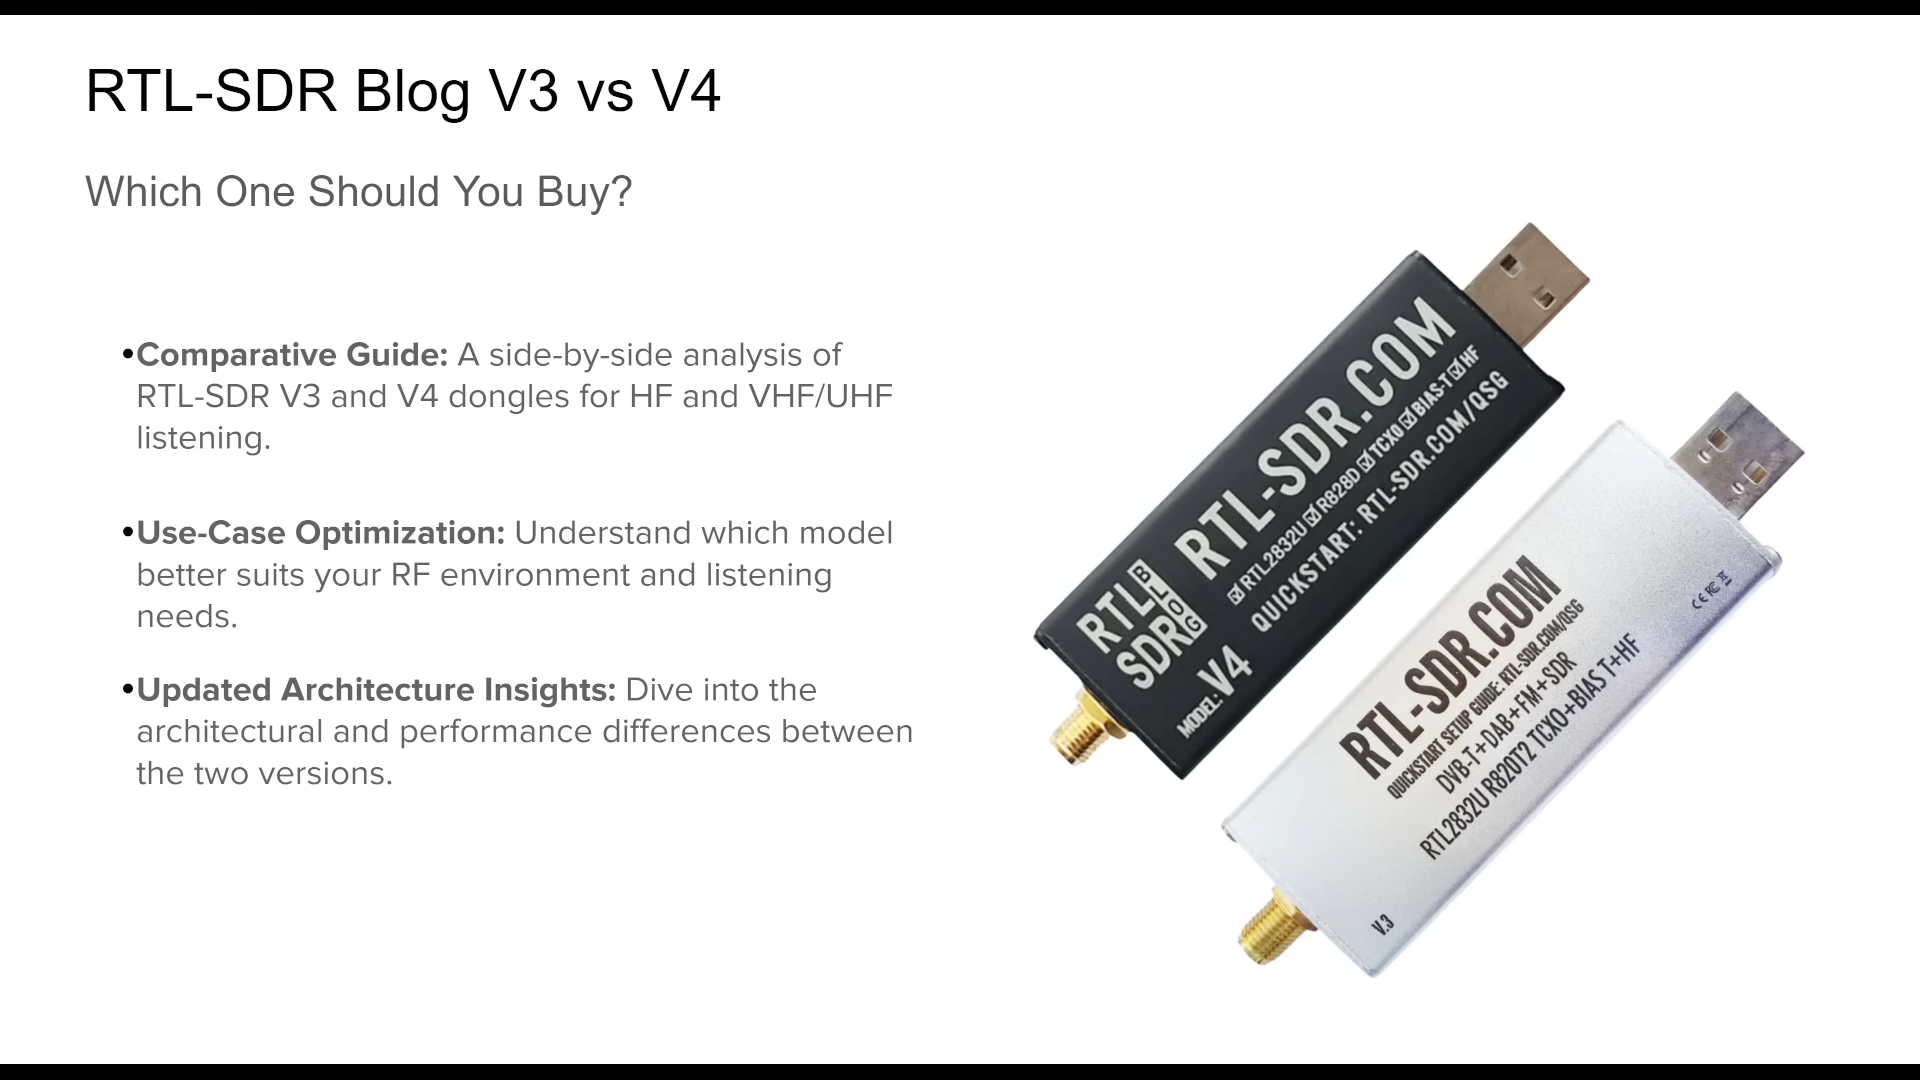 RTL-SDR Blog V3 vs V4
Which One Should You Buy?
•Comparative Guide: A side-by-side analysis of
RTL-SDR V3 and V4 dongles for HF and VHF/UHF
listening.
•Use-Case Optimization: Understand which model
better suits your RF environment and listening
needs.
•Updated Architecture Insights: Dive into the
architectural and performance differences between
the two versions.
RTL
SDR
BLOG
MODEL: V4
RTL-SDR.COM
☑ RTL2832U ☑ R828D ☑ TCXO ☑ BIAS-T ☑ HF
QUICKSTART: RTL-SDR.COM/QSG
RTL-SDR.COM
QUICKSTART SETUP GUIDE: RTL-SDR.COM/QSG
DVB-T+DAB+FM+SDR
RTL2832U R820T2 TCXO+BIAS T+HF
V.3
CE FC